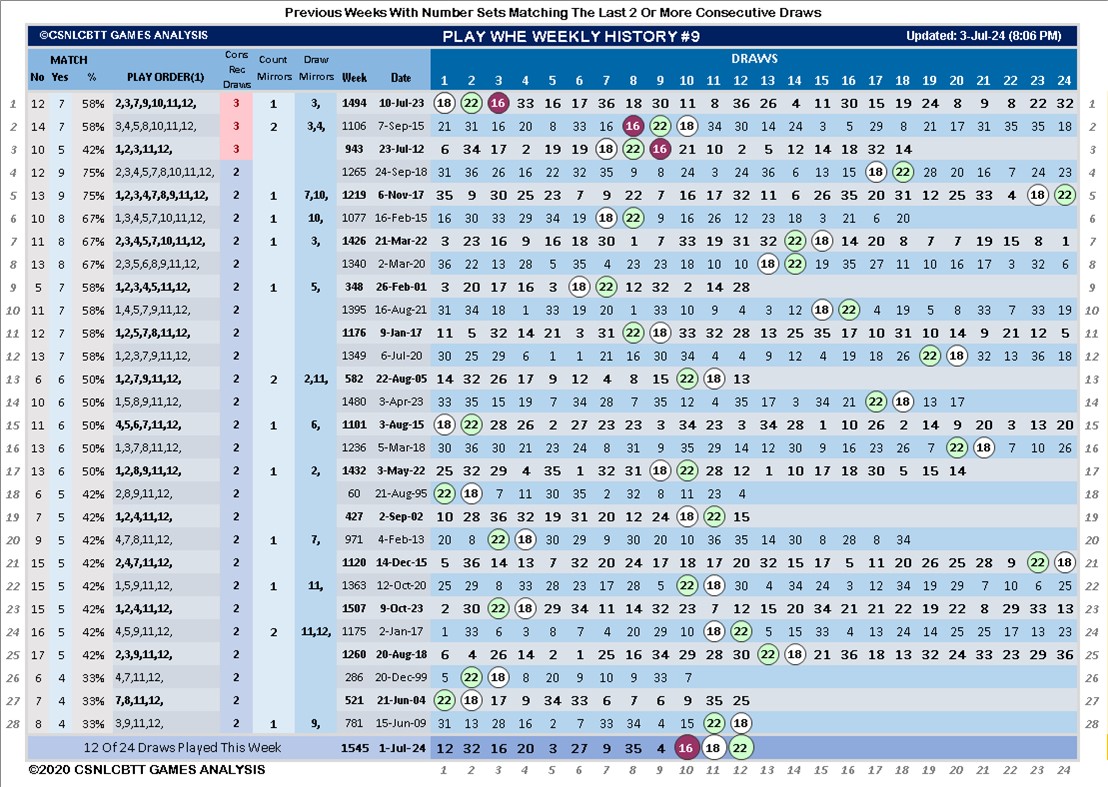 Previous Weeks With Number Sets Matching The Last 2 Or More Consecutive Draws
©CSNLCBTT GAMES ANALYSIS PLAY WHE WEEKLY HISTORY #9 Updated: 3-Jul-24 (8:06 PM)
MATCH Cons Rec Draws Count Mirrors Draw Mirrors DRAWS
No Yes % PLAY ORDER(1) Week Date 1 2 3 4 5 6 7 8 9 10 11 12 13 14 15 16 17 18 19 20 21 22 23 24
1 12 7 58% 2,3,7,9,10,11,12, 3 1 3, 1494 10-Jul-23 18 22 16 33 16 17 36 18 30 11 8 36 26 4 11 30 15 19 24 8 9 8 22 32 1
2 14 7 58% 3,4,5,8,10,11,12, 3 2 3,4, 1106 7-Sep-15 21 31 16 20 8 33 7 16 22 18 34 30 14 24 3 5 29 8 21 17 31 35 35 18 2
3 10 5 42% 1,2,3,11,12, 3 943 23-Jul-12 6 34 17 2 19 19 18 22 16 21 10 2 5 12 14 18 32 14 3
4 12 9 75% 2,3,4,5,7,8,10,11,12, 2 1265 24-Sep-18 31 36 26 16 22 32 35 9 8 24 3 24 36 6 13 15 18 22 28 20 16 7 24 23 4
5 13 9 75% 1,2,3,4,7,8,9,11,12, 2 1 7,10, 1219 6-Nov-17 35 9 30 25 23 7 9 22 7 16 17 32 11 6 26 35 20 31 12 25 33 4 18 22 5
6 10 8 67% 1,3,4,5,7,10,11,12, 2 1 10, 1077 16-Feb-15 16 30 33 29 34 19 18 22 9 16 26 12 23 18 3 21 6 20 6
7 11 8 67% 2,3,4,5,7,10,11,12, 2 1 3, 1426 21-Mar-22 3 23 16 9 16 18 30 1 7 33 19 31 32 22 18 14 20 8 7 7 19 15 8 1 7
8 13 8 67% 2,3,5,6,8,9,11,12, 2 1340 2-Mar-20 36 22 13 28 5 35 4 23 23 18 10 10 18 22 19 35 27 11 10 16 17 3 32 6 8
9 5 7 58% 1,2,3,4,5,11,12, 2 1 5, 348 26-Feb-01 3 20 17 16 3 18 22 12 32 2 14 28 9
10 11 7 58% 1,4,5,7,9,11,12, 2 1395 16-Aug-21 31 34 18 1 33 19 20 1 33 10 9 4 3 12 18 22 4 19 5 8 33 7 35 29 10
11 12 7 58% 1,2,5,7,8,11,12, 2 1176 9-Jan-17 11 5 32 14 21 3 31 22 18 33 32 28 13 25 35 17 10 31 10 14 9 21 12 5 11
12 13 7 58% 1,2,3,7,9,11,12, 2 1349 6-Jul-20 30 25 29 6 1 1 21 16 30 34 4 4 9 12 4 19 18 26 22 18 32 13 36 18 12
13 6 6 50% 1,2,7,9,11,12, 2 2 2,11, 582 22-Aug-05 14 32 26 17 9 12 4 8 15 22 18 13 13
14 10 6 50% 1,5,8,9,11,12, 2 1480 3-Apr-23 33 35 15 19 7 34 28 7 35 12 4 35 17 3 34 21 22 18 13 17 14
15 11 6 50% 4,5,6,7,11,12, 2 1 6, 1101 3-Aug-15 18 22 28 26 2 27 23 23 3 34 23 3 34 28 1 10 26 2 14 9 20 3 13 20 15
16 13 6 50% 1,3,7,8,11,12, 2 1236 5-Mar-18 30 36 30 21 23 24 8 35 16 34 28 12 14 30 9 16 23 26 7 22 18 7 10 26 16
17 13 6 50% 1,2,8,9,11,12, 2 1 2, 1432 3-May-22 25 32 29 4 35 1 32 31 18 22 28 12 1 10 17 18 30 5 15 14 17
18 6 5 42% 2,8,9,11,12, 2 60 21-Aug-95 22 18 7 11 30 35 2 32 8 11 23 4 18
19 7 5 42% 1,2,4,11,12, 2 427 2-Sep-02 10 28 36 32 19 31 20 12 24 18 22 15 19
20 9 5 42% 4,7,8,11,12, 2 1 7, 971 4-Feb-13 20 8 22 18 30 29 9 30 20 10 36 35 14 30 8 28 8 34 20
21 15 5 42% 2,4,7,11,12, 2 1120 14-Dec-15 5 36 14 13 7 32 20 24 17 18 17 20 32 15 17 5 11 20 26 25 28 9 22 18 21
22 15 5 42% 1,5,9,11,12, 2 1 11, 1363 12-Oct-20 25 29 8 33 28 23 17 28 35 22 18 30 4 34 24 3 12 34 19 29 7 10 6 25 22
23 15 5 42% 1,2,4,11,12, 2 1507 9-Oct-23 2 30 22 18 29 34 11 14 32 23 7 12 15 20 34 21 21 22 19 22 8 29 33 13 23
24 16 5 42% 4,5,9,11,12, 2 2 11,12, 1175 2-Jan-17 1 33 6 3 24 8 7 4 20 29 10 18 22 5 15 33 4 13 24 14 25 25 17 13 23 24
25 17 5 42% 2,3,9,11,12, 2 1260 20-Aug-18 6 4 26 14 2 1 25 16 34 29 28 30 22 18 21 36 18 13 32 24 33 23 29 36 25
26 6 4 33% 4,7,11,12, 2 286 20-Dec-99 5 22 18 8 20 9 10 9 33 7 26
27 7 4 33% 7,8,11,12, 2 521 21-Jun-04 22 18 17 9 34 33 6 7 6 9 35 25 27
28 8 4 33% 3,9,11,12, 2 1 9, 781 15-Jun-09 31 13 28 16 2 7 33 34 4 15 22 18 28
12 Of 24 Draws Played This Week 1545 1-Jul-24 12 32 16 20 3 27 9 35 4 16 18 22
©2020 CSNLCBTT GAMES ANALYSIS 1 2 3 4 5 6 7 8 9 10 11 12 13 14 15 16 17 18 19 20 21 22 23 24